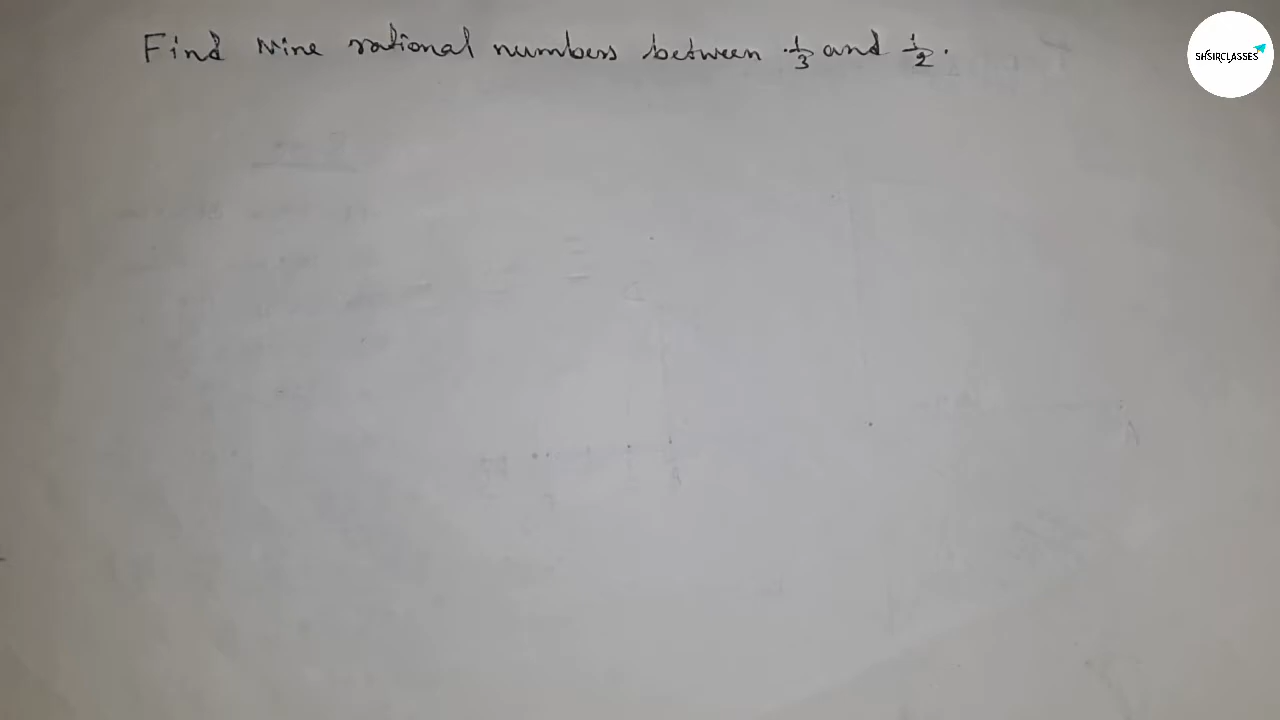 Find Nine rational numbers between 1/3 and 1/2.
SHSIRCLASSES